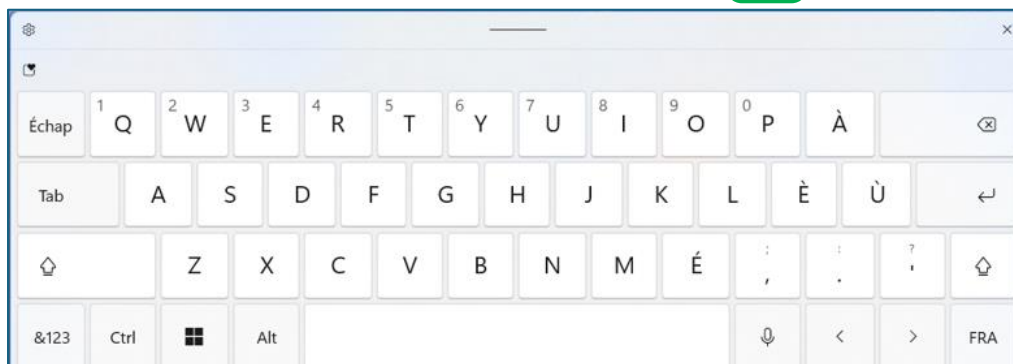 Échap 1 Q 2 W 3 E 4 R 5 T 6 Y 7 U 8 I 9 O 0 P À
Tab A S D F G H J K L È Ù
Z X C V B N M É ; , : . ? '
&123 Ctrl Alt < > FRA